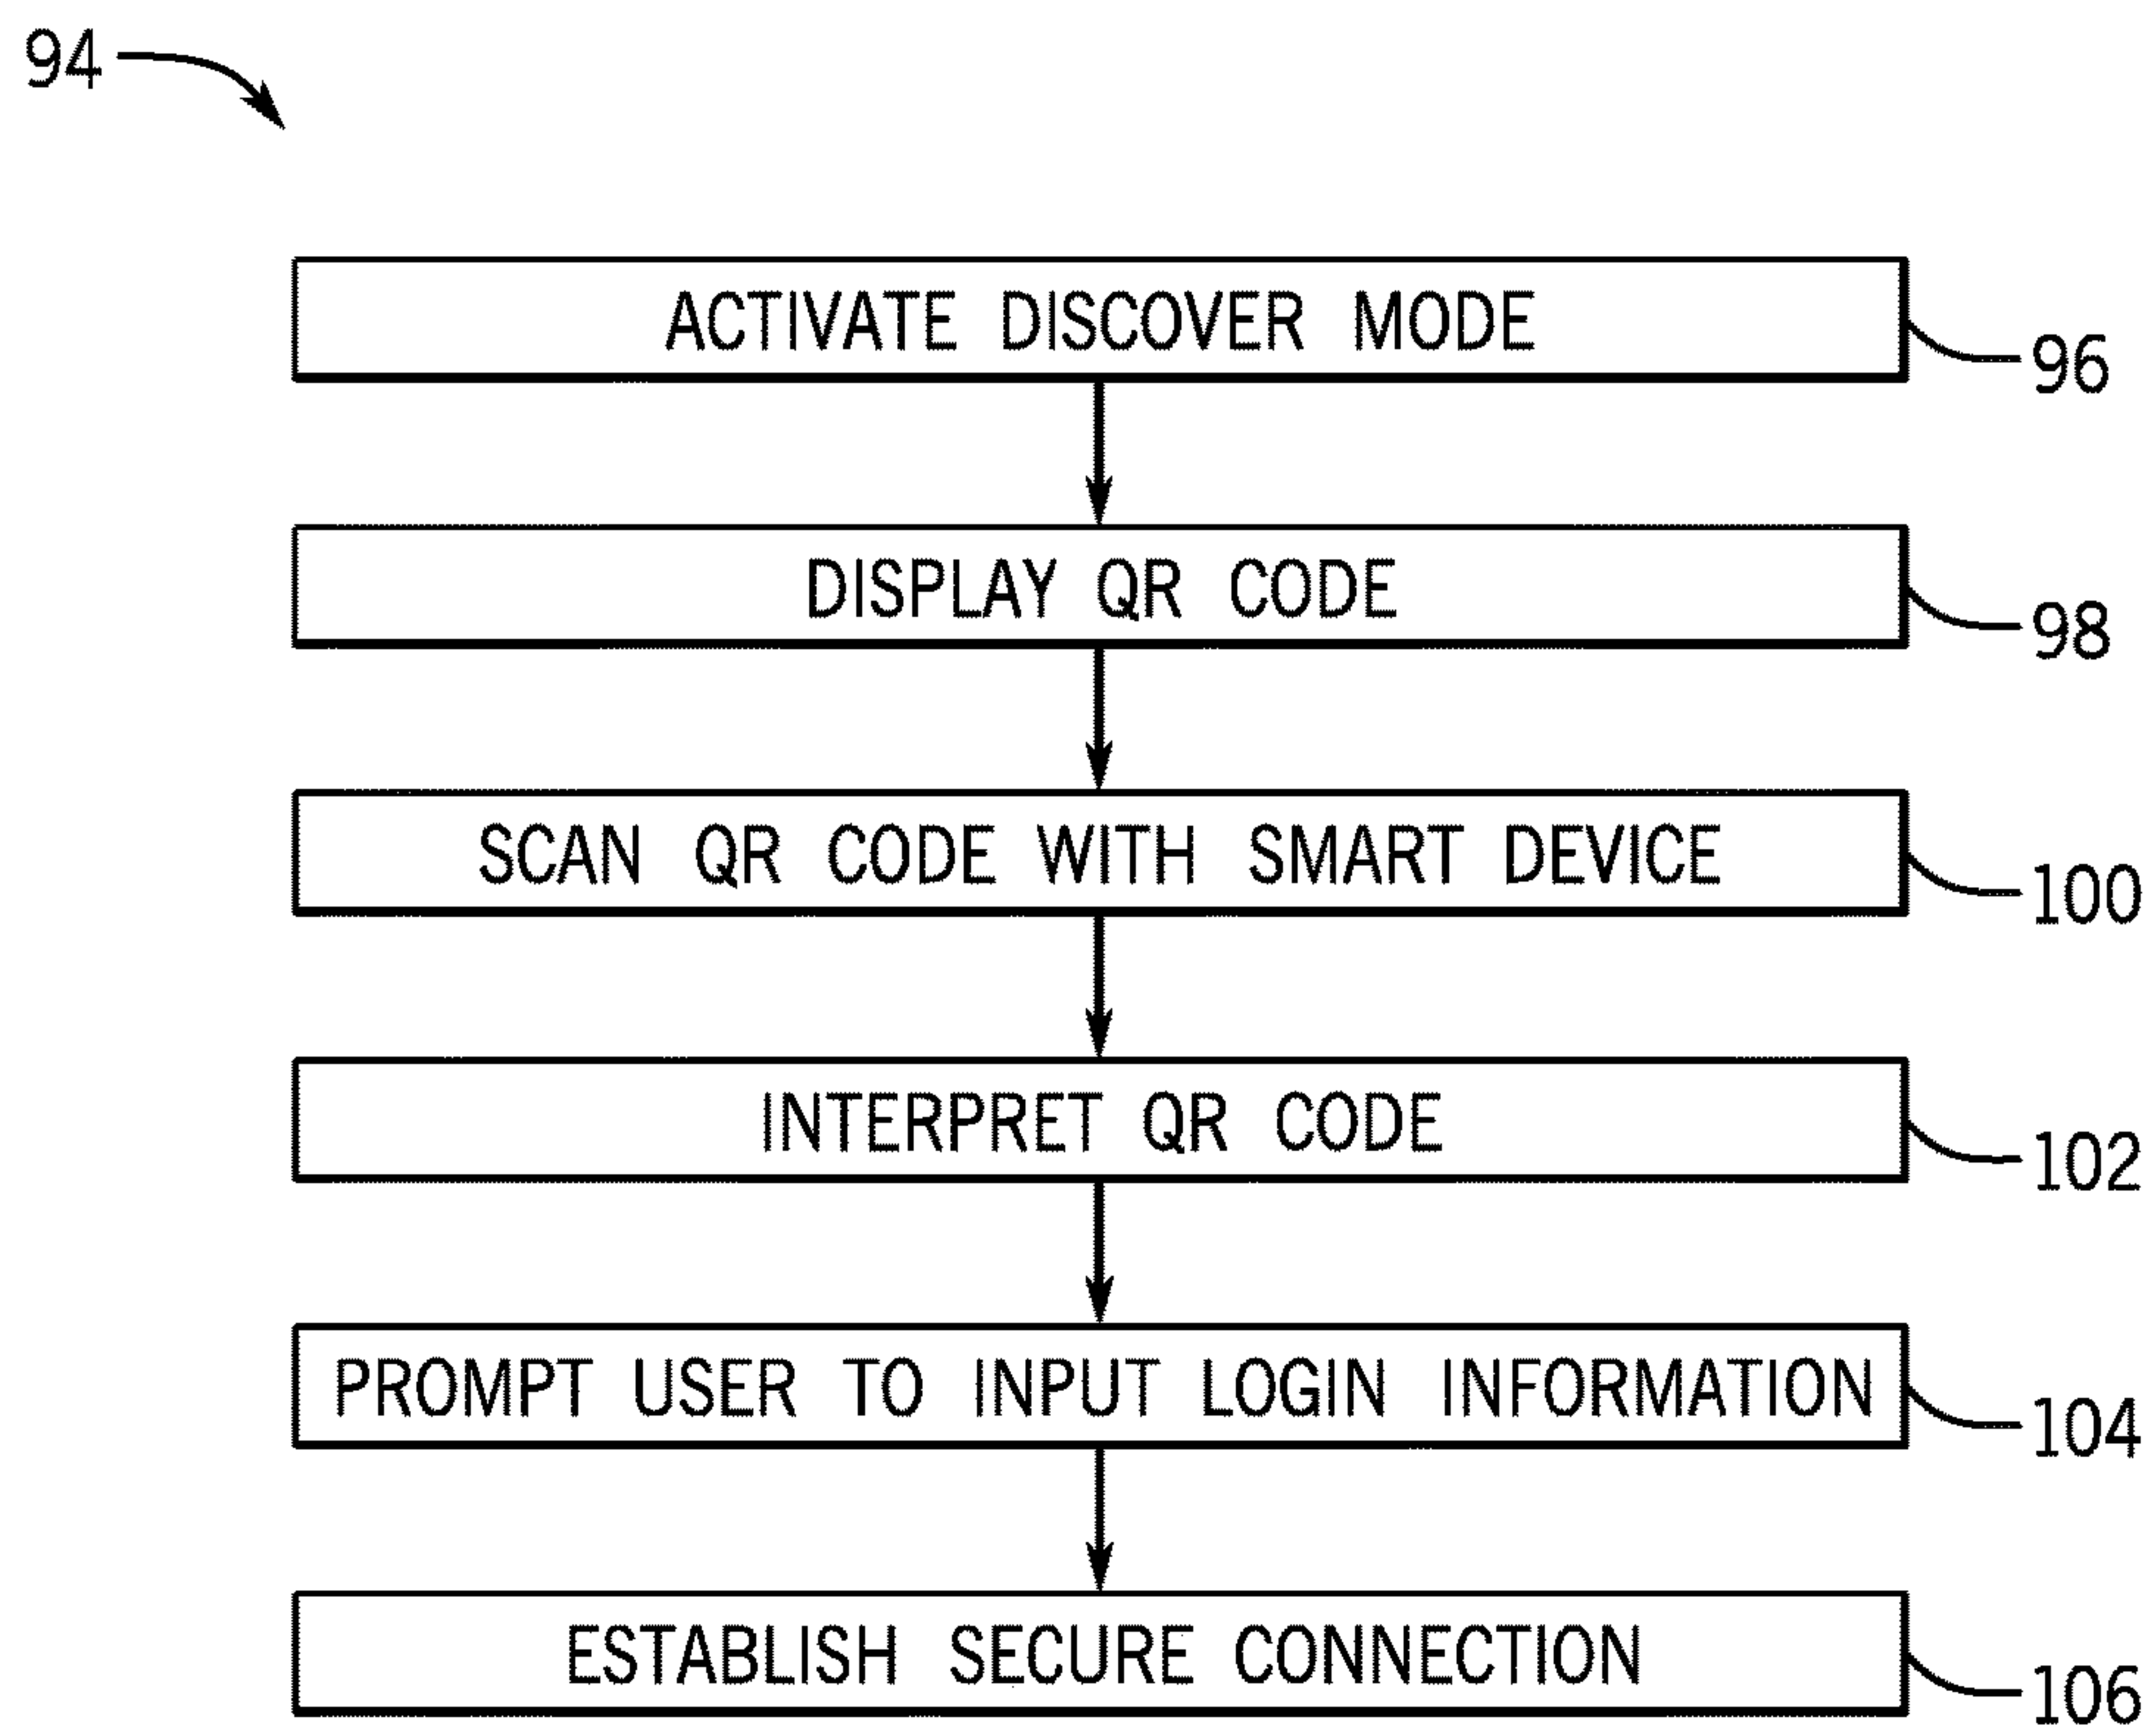 94
ACTIVATE DISCOVER MODE
96
DISPLAY QR CODE
98
SCAN QR CODE WITH SMART DEVICE
100
INTERPRET QR CODE
102
PROMPT USER TO INPUT LOGIN INFORMATION
104
ESTABLISH SECURE CONNECTION
106